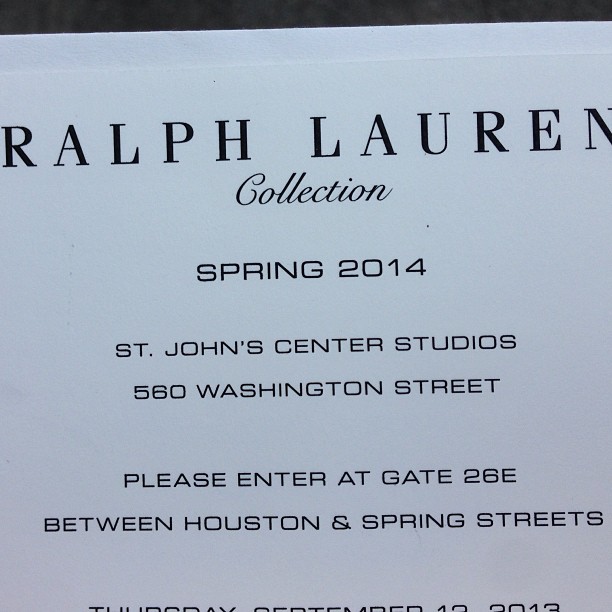 RALPH LAUREN
Collection
SPRING 2014
ST. JOHN'S CENTER STUDIOS
560 WASHINGTON STREET
PLEASE ENTER AT GATE 26E
BETWEEN HOUSTON & SPRING STREETS
THURSDAY, SEPTEMBER 12, 2013